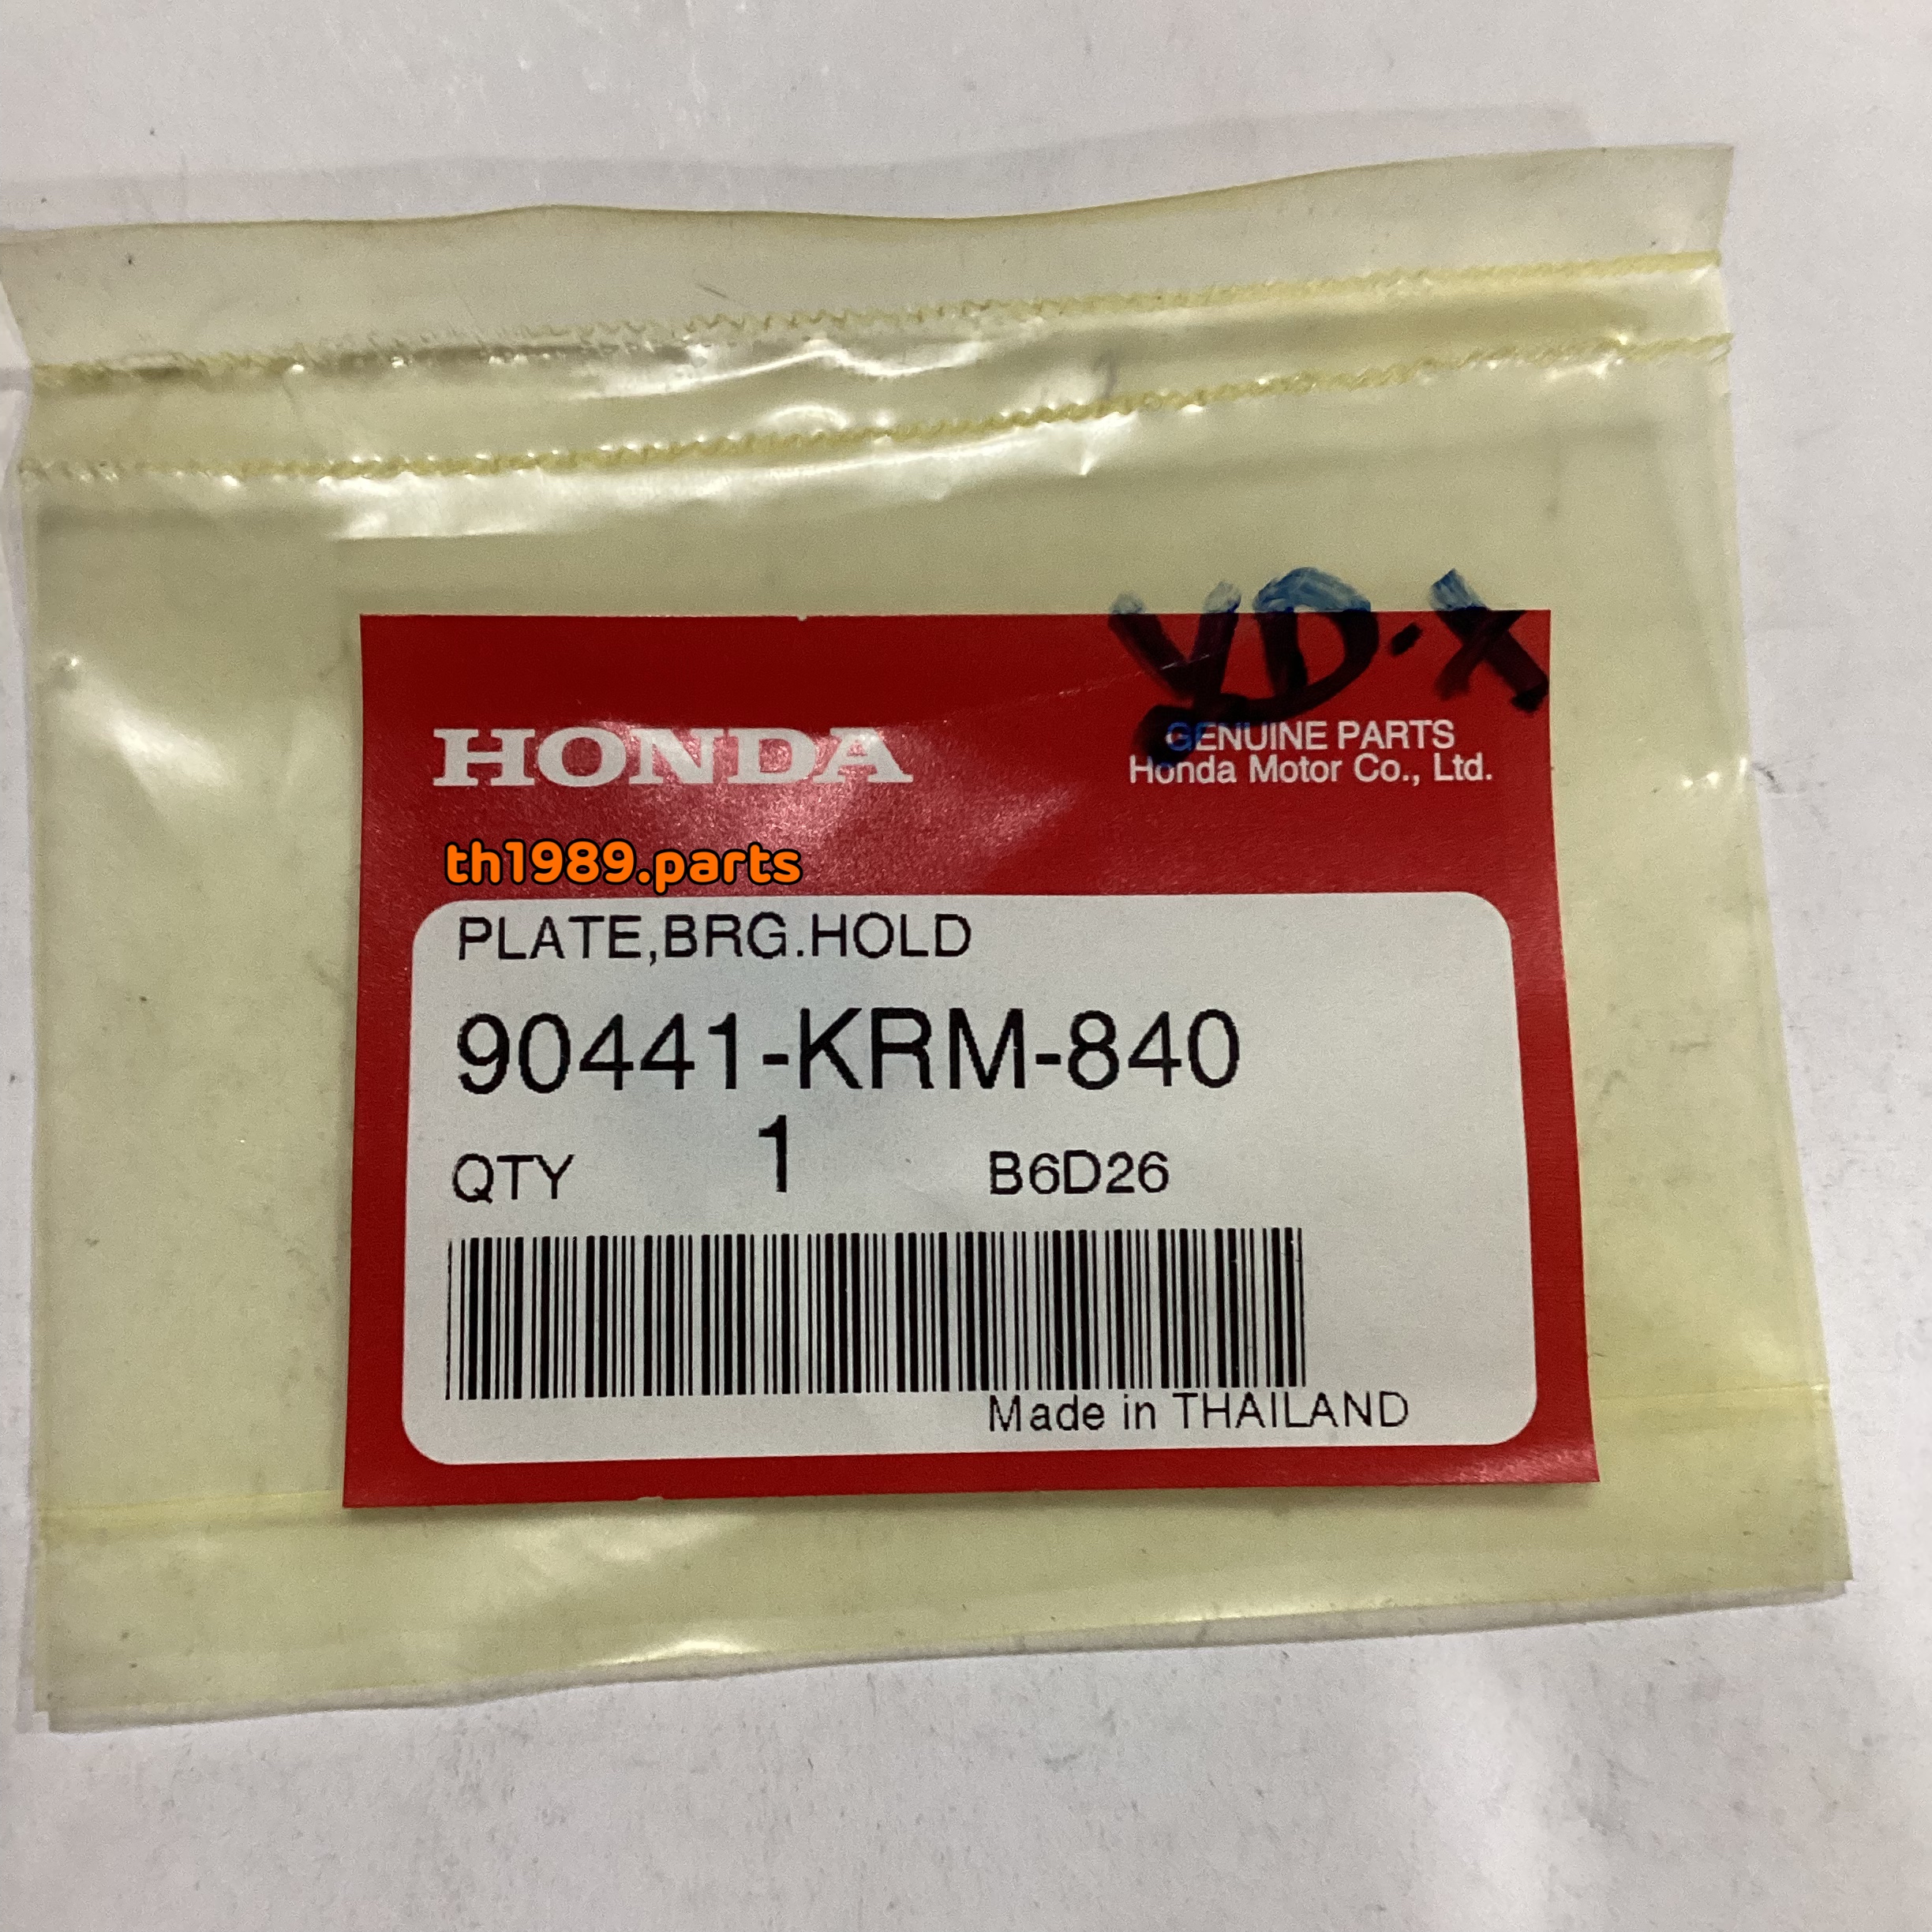 YD-X
HONDA
GENUINE PARTS
Honda Motor Co., Ltd.
th1989.parts
PLATE,BRG.HOLD
90441-KRM-840
QTY 1 B6D26
Made in THAILAND